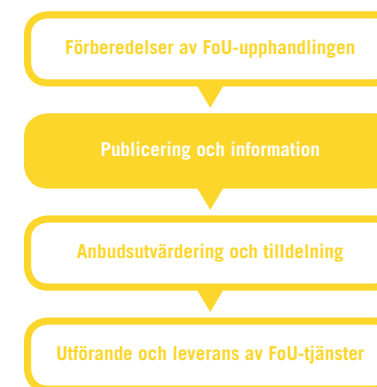 Förberedelser av FoU-upphandlingen
Publicering och information
Anbudsutvärdering och tilldelning
Utförande och leverans av FoU-tjänster